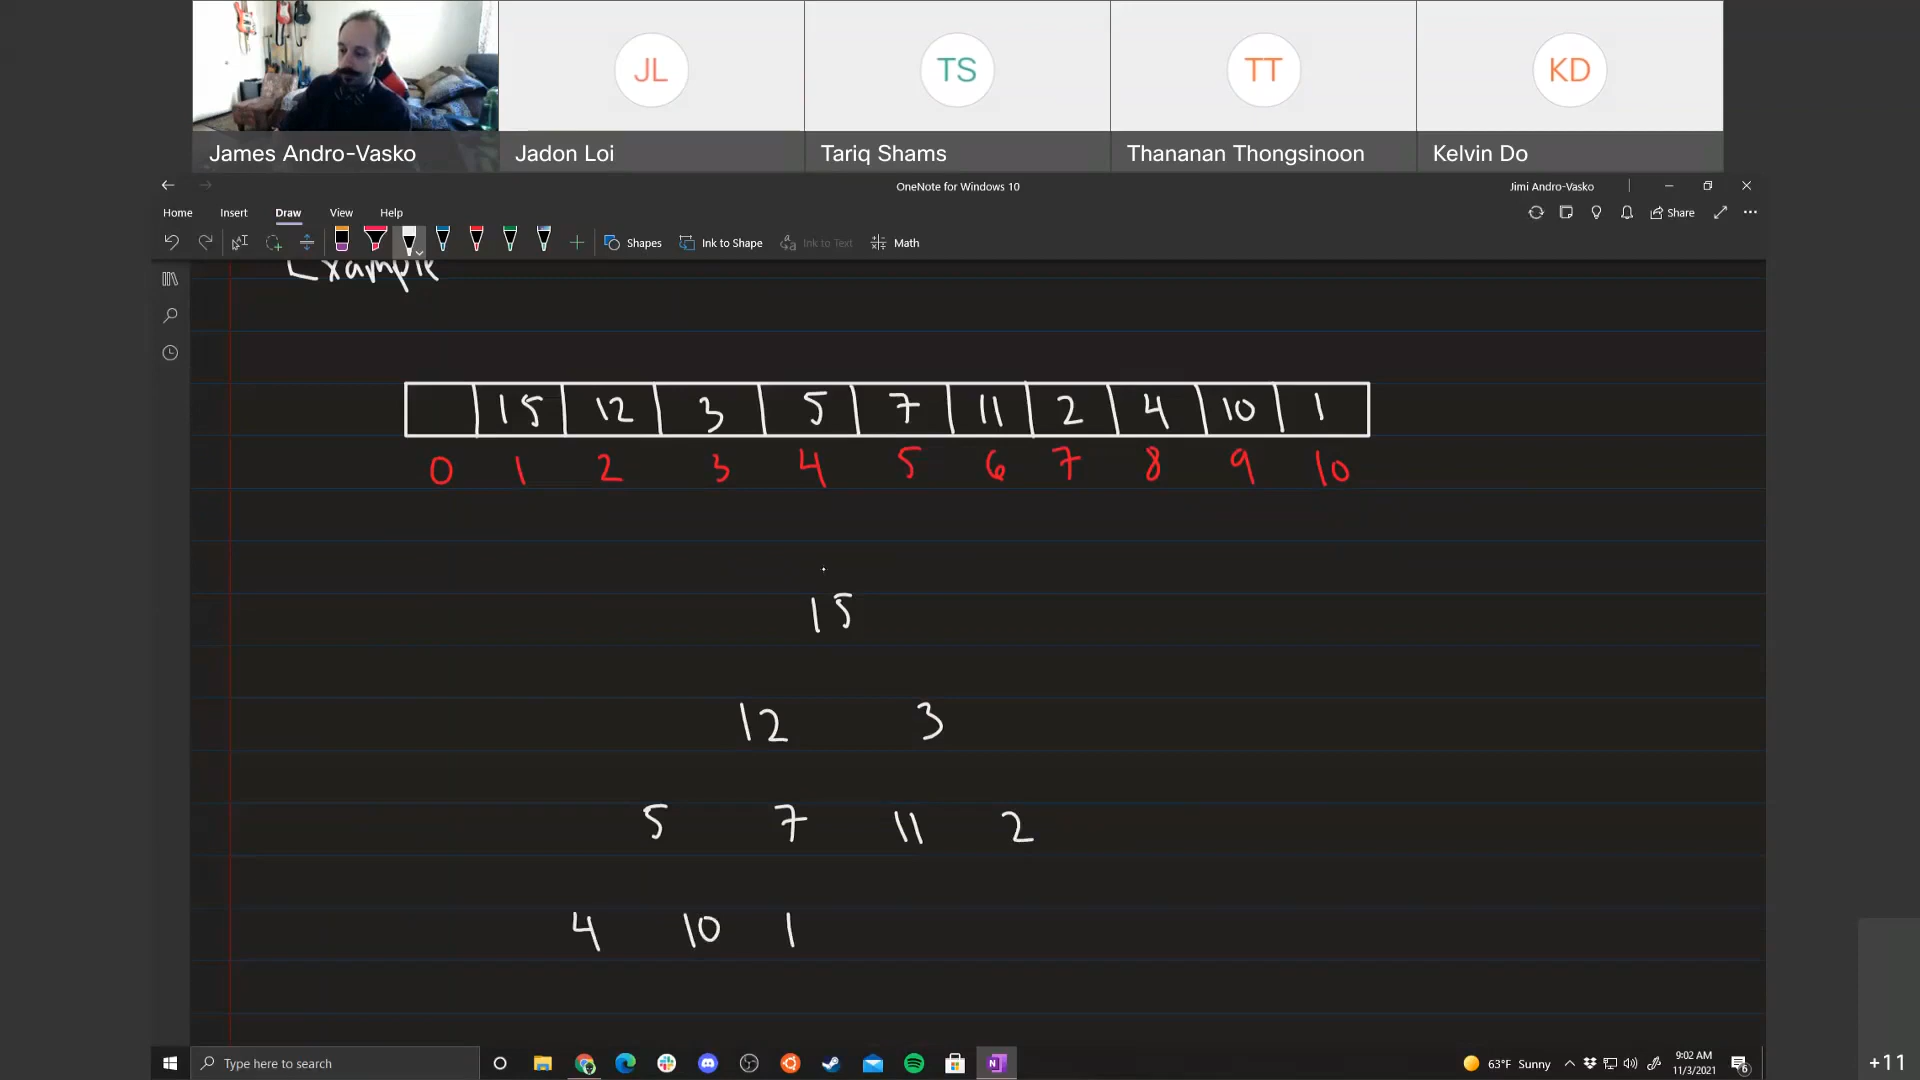 JL
TS
TT
KD
James Andro-Vasko
Jadon Loi
Tariq Shams
Thananan Thongsinoon
Kelvin Do
OneNote for Windows 10
Jimi Andro-Vasko
Home Insert Draw View Help
Share
Shapes Ink to Shape Ink to Text Math
Example
15 12 3 5 7 11 2 4 10 1
0 1 2 3 4 5 6 7 8 9 10
15
12 3
5 7 11 2
4 10 1
Type here to search
63°F Sunny
9:02 AM
11/3/2021
6
+11